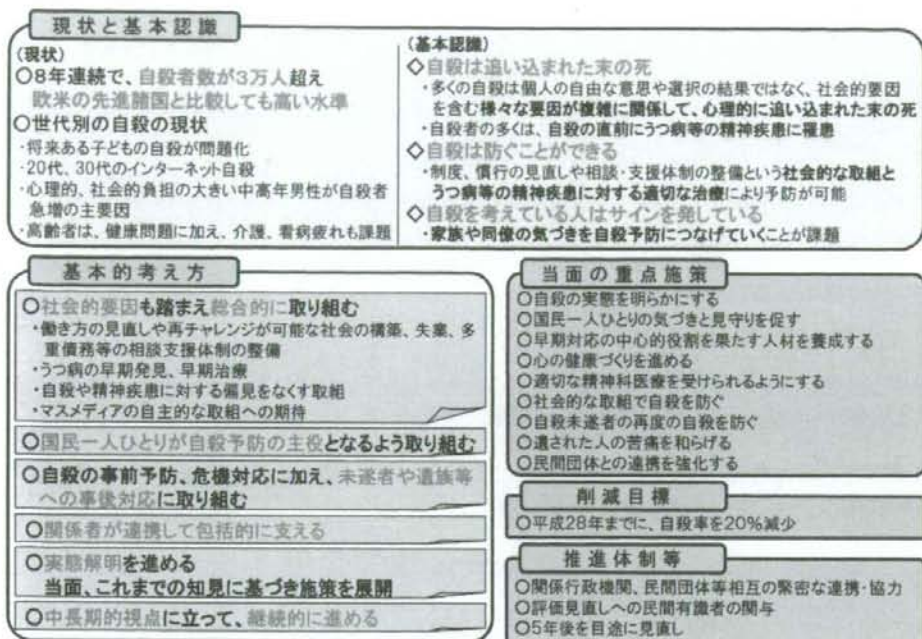 現状と基本認識
(現状)
○8年連続で、自殺者数が3万人超え
欧米の先進諸国と比較しても高い水準
○世代別の自殺の現状
・将来ある子どもの自殺が問題化
・20代、30代のインターネット自殺
・心理的、社会的負担の大きい中高年男性が自殺者
急増の主要因
・高齢者は、健康問題に加え、介護、看病疲れも課題
(基本認識)
◇自殺は追い込まれた末の死
・多くの自殺は個人の自由な意思や選択の結果ではなく、社会的要因
を含む様々な要因が複雑に関係して、心理的に追い込まれた末の死
・自殺者の多くは、自殺の直前にうつ病等の精神疾患に罹患
◇自殺は防ぐことができる
・制度、慣行の見直しや相談・支援体制の整備という社会的な取組と
うつ病等の精神疾患に対する適切な治療により予防が可能
◇自殺を考えている人はサインを発している
・家族や同僚の気づきを自殺予防につなげていくことが課題
基本的考え方
○社会的要因も踏まえ総合的に取り組む
・働き方の見直しや再チャレンジが可能な社会の構築、失業、多
重債務等の相談支援体制の整備
・うつ病の早期発見、早期治療
・自殺や精神疾患に対する偏見をなくす取組
・マスメディアの自主的な取組への期待
○国民一人ひとりが自殺予防の主役となるよう取り組む
○自殺の事前予防、危機対応に加え、未遂者や遺族等
への事後対応に取り組む
○関係者が連携して包括的に支える
○実態解明を進める
当面、これまでの知見に基づき施策を展開
○中長期的視点に立って、継続的に進める
当面の重点施策
○自殺の実態を明らかにする
○国民一人ひとりの気づきと見守りを促す
○早期対応の中心的役割を果たす人材を養成する
○心の健康づくりを進める
○適切な精神科医療を受けられるようにする
○社会的な取組で自殺を防ぐ
○自殺未遂者の再度の自殺を防ぐ
○遺された人の苦痛を和らげる
○民間団体との連携を強化する
削減目標
○平成28年までに、自殺率を20%減少
推進体制等
○関係行政機関、民間団体等相互の緊密な連携・協力
○評価見直しへの民間有識者の関与
○5年後を目途に見直し